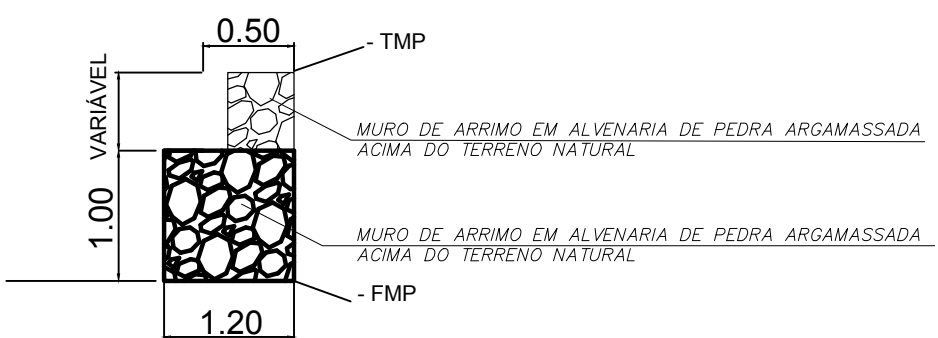 0.50
- TMP
VARIÁVEL
MURO DE ARRIMO EM ALVENARIA DE PEDRA ARGAMASSADA
ACIMA DO TERRENO NATURAL
1.00
MURO DE ARRIMO EM ALVENARIA DE PEDRA ARGAMASSADA
ACIMA DO TERRENO NATURAL
- FMP
1.20